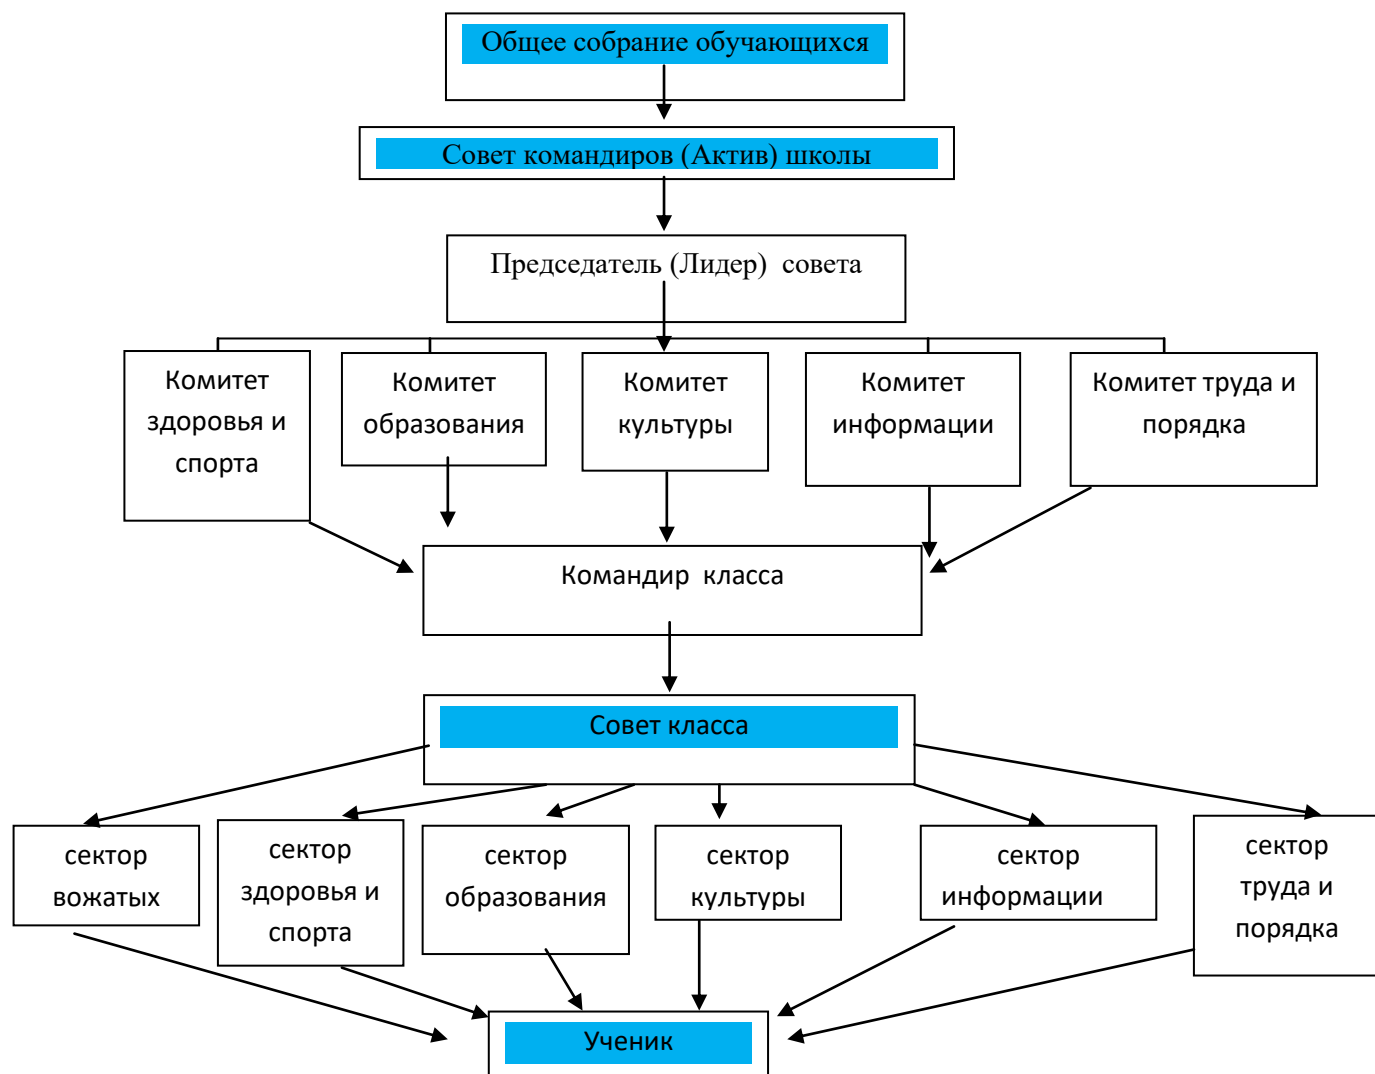 Общее собрание обучающихся
Совет командиров (Актив) школы
Председатель (Лидер) совета
Комитет
здоровья и
спорта
Комитет
образования
Комитет
культуры
Комитет
информации
Комитет труда и
порядка
Командир класса
Совет класса
сектор
вожатых
сектор
здоровья и
спорта
сектор
образования
сектор
культуры
сектор
информации
сектор
труда и
порядка
Ученик